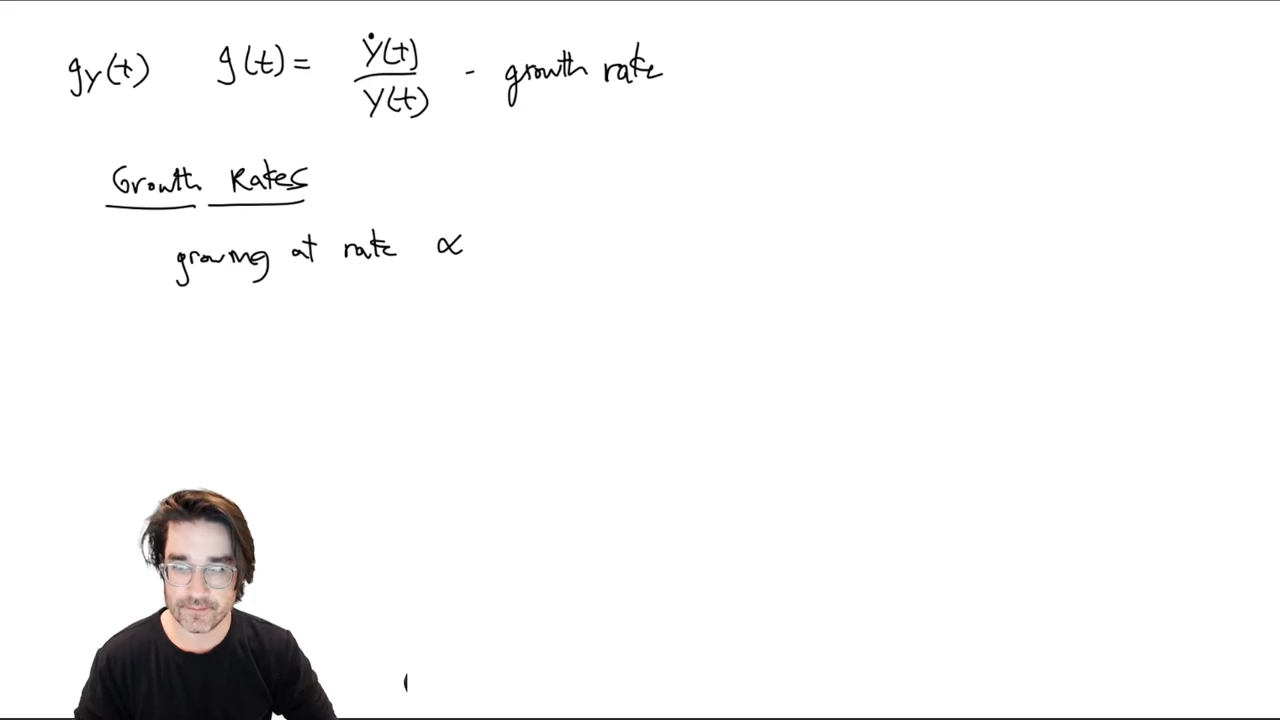 gY(t) g(t) = Ẏ(t)/Y(t) - growth rate
Growth Rates
growing at rate α